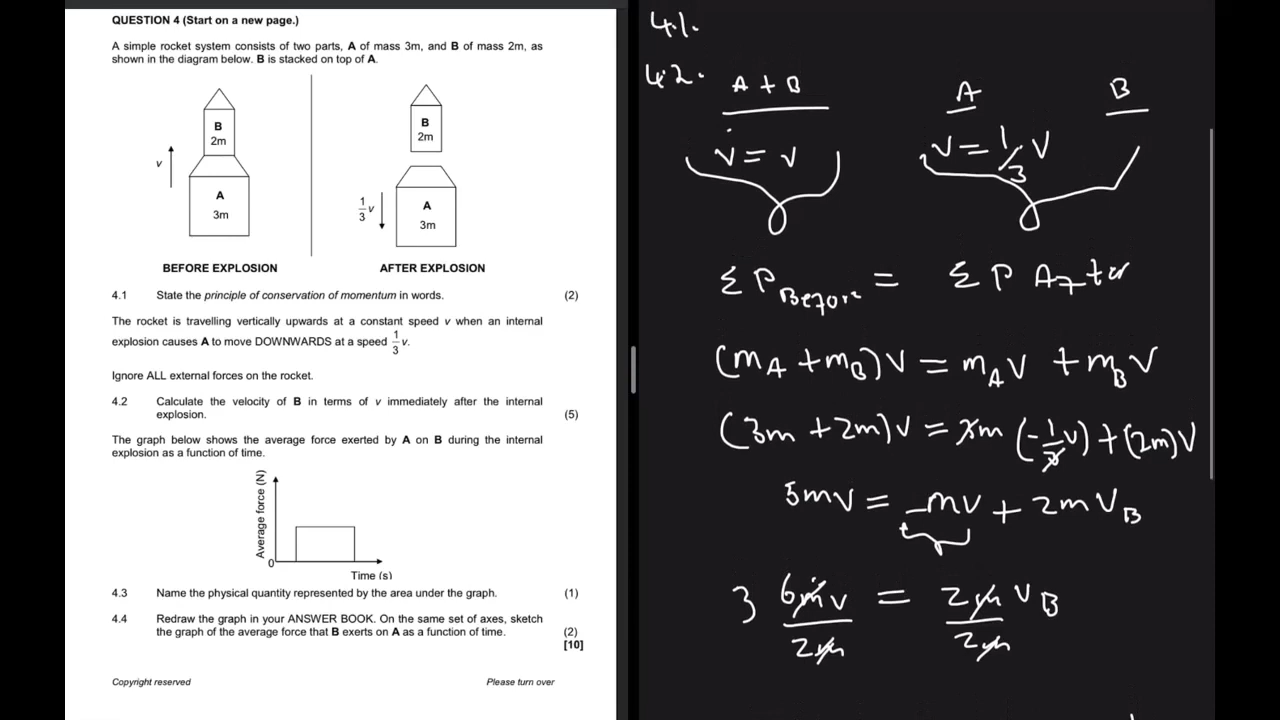 QUESTION 4 (Start on a new page.)
A simple rocket system consists of two parts, A of mass 3m, and B of mass 2m, as
shown in the diagram below. B is stacked on top of A.
B
2m
v
A
3m
BEFORE EXPLOSION
B
2m
1/3 v
A
3m
AFTER EXPLOSION
4.1 State the principle of conservation of momentum in words. (2)
The rocket is travelling vertically upwards at a constant speed v when an internal
explosion causes A to move DOWNWARDS at a speed 1/3 v.
Ignore ALL external forces on the rocket.
4.2 Calculate the velocity of B in terms of v immediately after the internal
explosion. (5)
The graph below shows the average force exerted by A on B during the internal
explosion as a function of time.
Average force (N)
0
Time (s)
4.3 Name the physical quantity represented by the area under the graph. (1)
4.4 Redraw the graph in your ANSWER BOOK. On the same set of axes, sketch
the graph of the average force that B exerts on A as a function of time. (2)
[10]
Copyright reserved Please turn over
4.1.
4.2. A + B A B
v = v v = 1/3 v
Σ P Before = Σ P After
(mA + mB)v = mAv + mBv
(3m + 2m)v = 3m (-1/3 v) + (2m)v
5mv = -mv + 2mvB
3 6mv/2m = 2mvB/2m